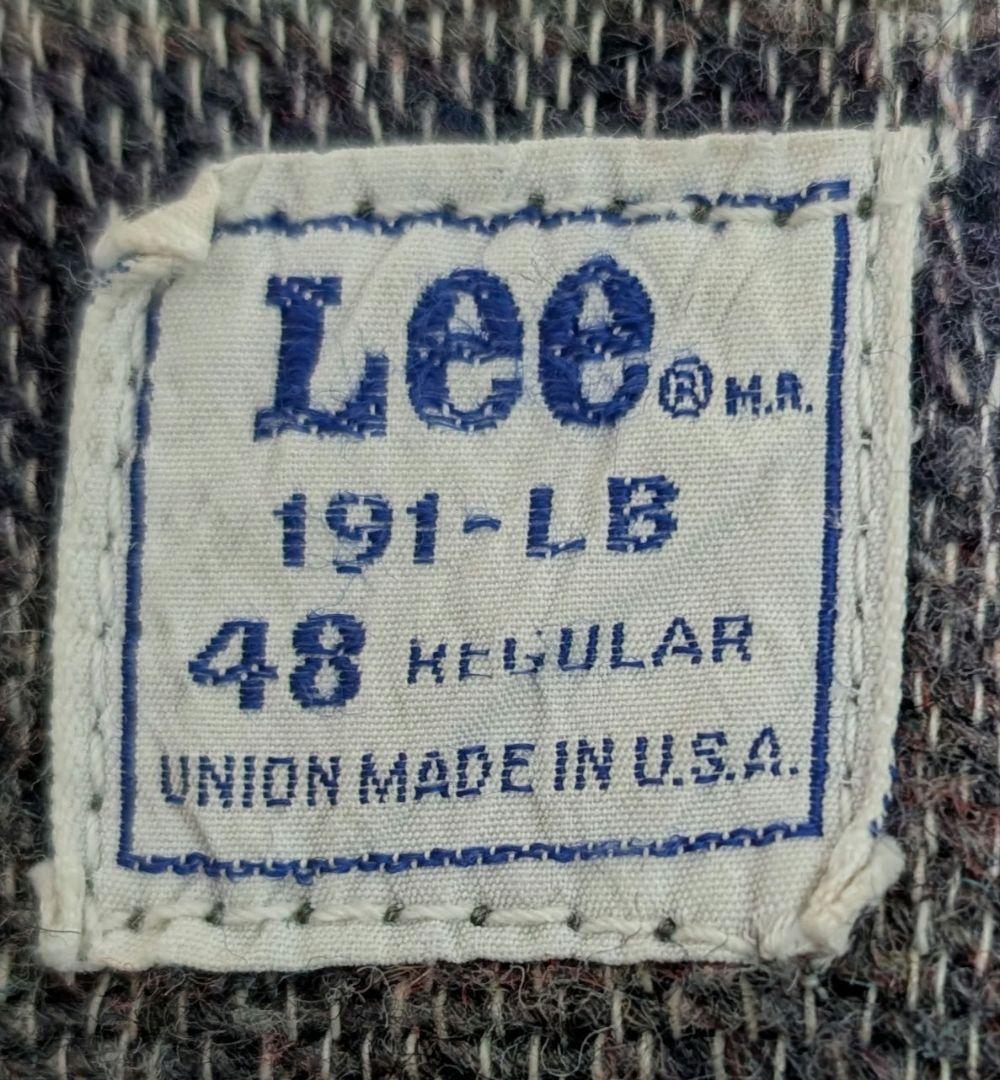 Lee® M.R.
191-LB
48 REGULAR
UNION MADE IN U.S.A.